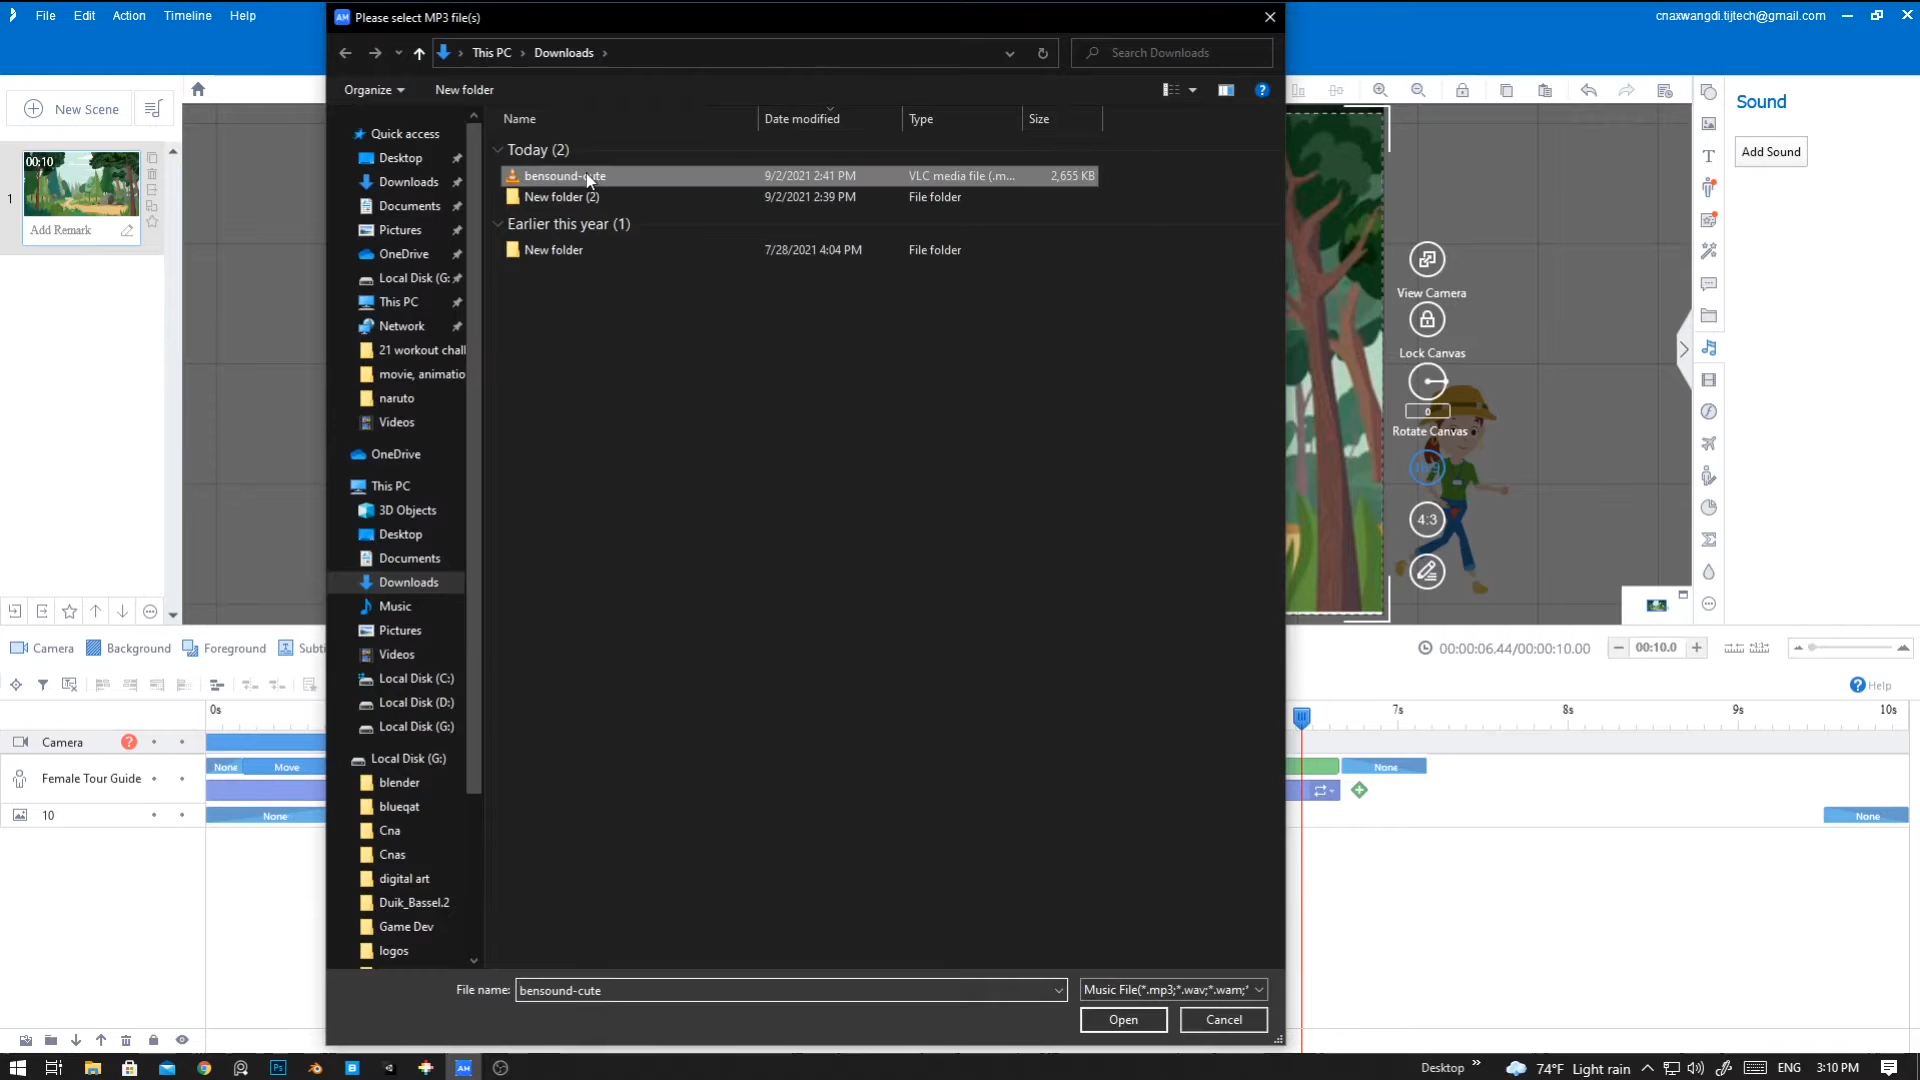 File Edit Action Timeline Help
cnaxwangdi.tijtech@gmail.com
Please select MP3 file(s)
This PC Downloads
Search Downloads
Organize New folder
New Scene
00:10
1
Add Remark
Name Date modified Type Size
Today (2)
bensound-cute 9/2/2021 2:41 PM VLC media file (.m... 2,655 KB
New folder (2) 9/2/2021 2:39 PM File folder
Earlier this year (1)
New folder 7/28/2021 4:04 PM File folder
Quick access
Desktop
Downloads
Documents
Pictures
OneDrive
Local Disk (G:
This PC
Network
21 workout chall
movie, animatio
naruto
Videos
OneDrive
This PC
3D Objects
Desktop
Documents
Downloads
Music
Pictures
Videos
Local Disk (C:)
Local Disk (D:)
Local Disk (G:)
Local Disk (G:)
blender
blueqat
Cna
Cnas
digital art
Duik_Bassel.2
Game Dev
logos
File name: bensound-cute
Music File(*.mp3;*.wav;*.wam;*
Open Cancel
Sound
Add Sound
View Camera
Lock Canvas
0
Rotate Canvas
4:3
Camera Background Foreground Subti
00:00:06.44/00:00:10.00
00:10.0
Help
0s 7s 8s 9s 10s
Camera
Female Tour Guide
None Move
None
10
None
None
AM
Desktop
74°F Light rain
ENG 3:10 PM